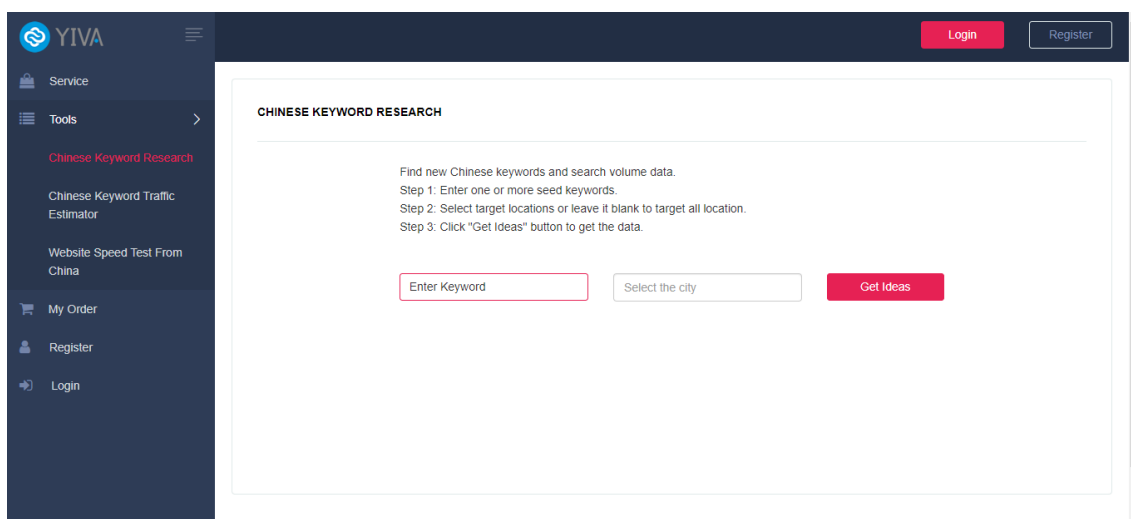 YIVA
Login
Register
Service
Tools
Chinese Keyword Research
Chinese Keyword Traffic
Estimator
Website Speed Test From
China
My Order
Register
Login
CHINESE KEYWORD RESEARCH
Find new Chinese keywords and search volume data.
Step 1: Enter one or more seed keywords.
Step 2: Select target locations or leave it blank to target all location.
Step 3: Click "Get Ideas" button to get the data.
Enter Keyword
Select the city
Get Ideas